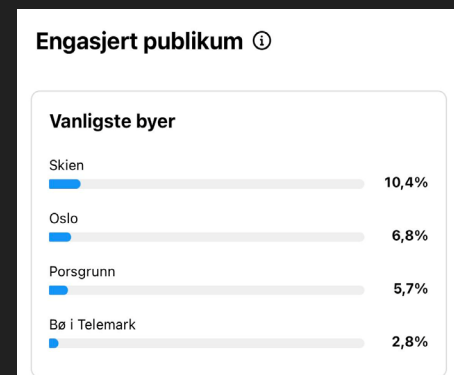 Engasjert publikum
Vanligste byer
Skien
10,4%
Oslo
6,8%
Porsgrunn
5,7%
Bø i Telemark
2,8%